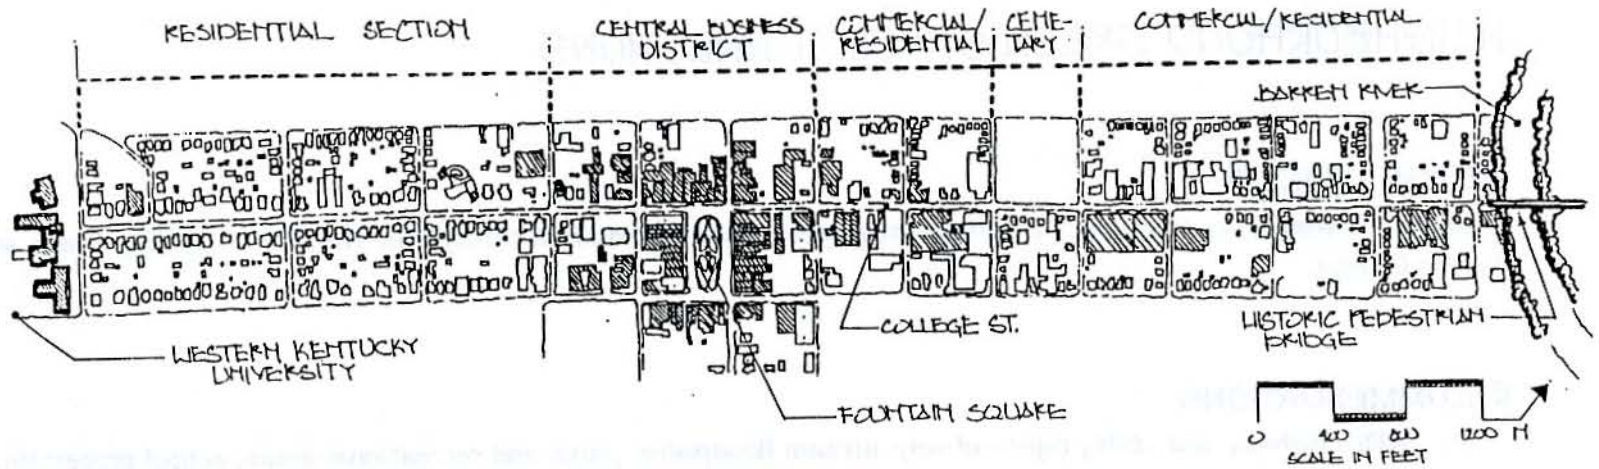 RESIDENTIAL SECTION
CENTRAL BUSINESS
DISTRICT
COMMERCIAL/
RESIDENTIAL
CEME-
TARY
COMMERCIAL/RESIDENTIAL
BARREN RIVER
WESTERN KENTUCKY
UNIVERSITY
COLLEGE ST.
FOUNTAIN SQUARE
HISTORIC PEDESTRIAN
BRIDGE
0 400 800 1200 N
SCALE IN FEET